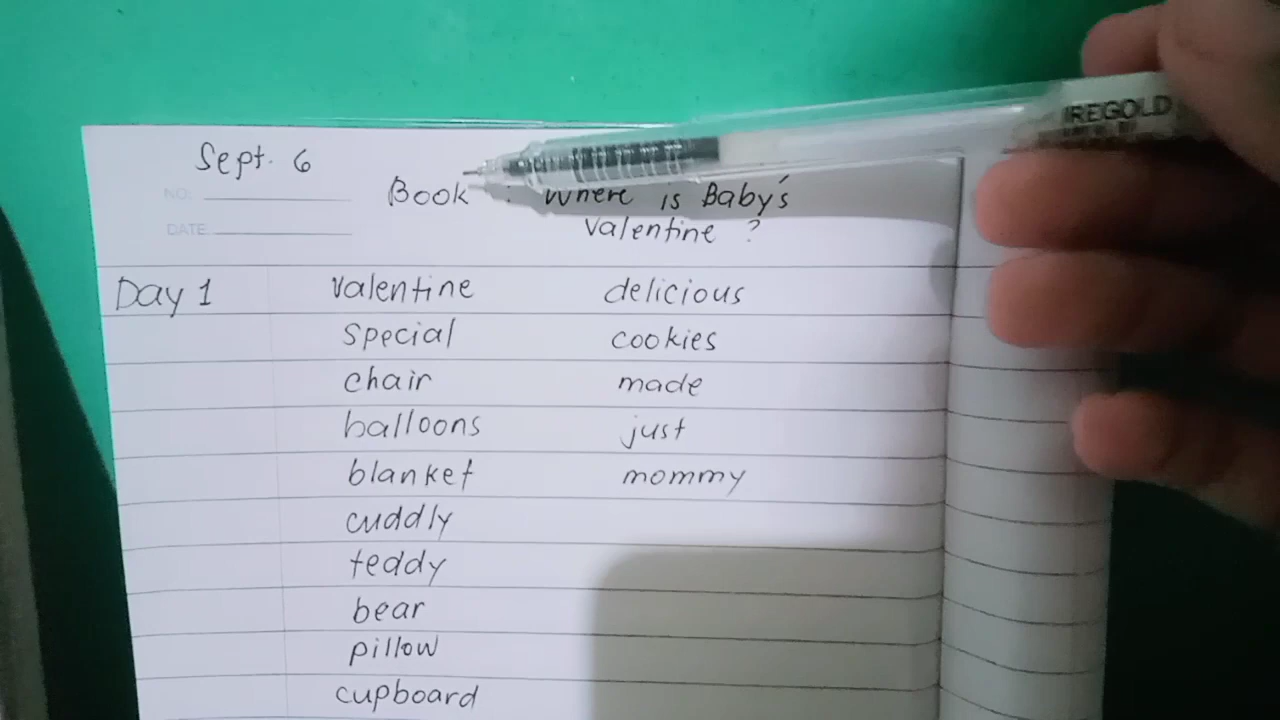 Sept. 6
NO.
Book : Where is Baby's
Valentine ?
DATE
Day 1
Valentine delicious
special cookies
chair made
balloons just
blanket mommy
cuddly
teddy
bear
pillow
cupboard
IREGOLD